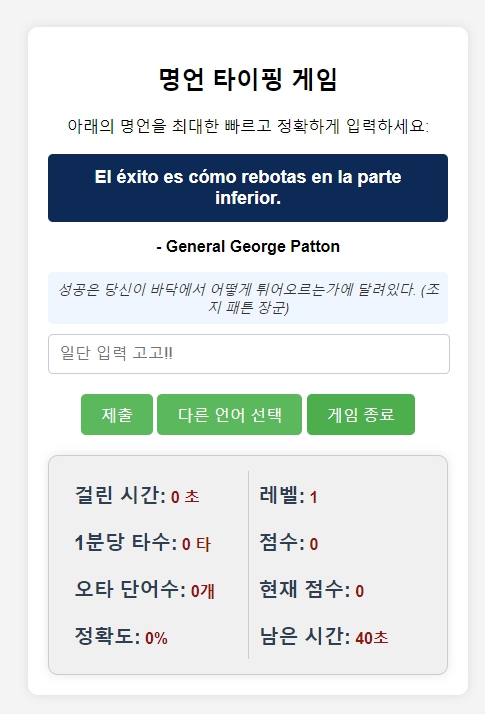 명언 타이핑 게임
아래의 명언을 최대한 빠르고 정확하게 입력하세요:
El éxito es cómo rebotas en la parte
inferior.
- General George Patton
성공은 당신이 바닥에서 어떻게 튀어오르는가에 달려있다. (조
지 패튼 장군)
일단 입력 고고!!
제출 다른 언어 선택 게임 종료
걸린 시간: 0 초 레벨: 1
1분당 타수: 0 타 점수: 0
오타 단어수: 0개 현재 점수: 0
정확도: 0% 남은 시간: 40초